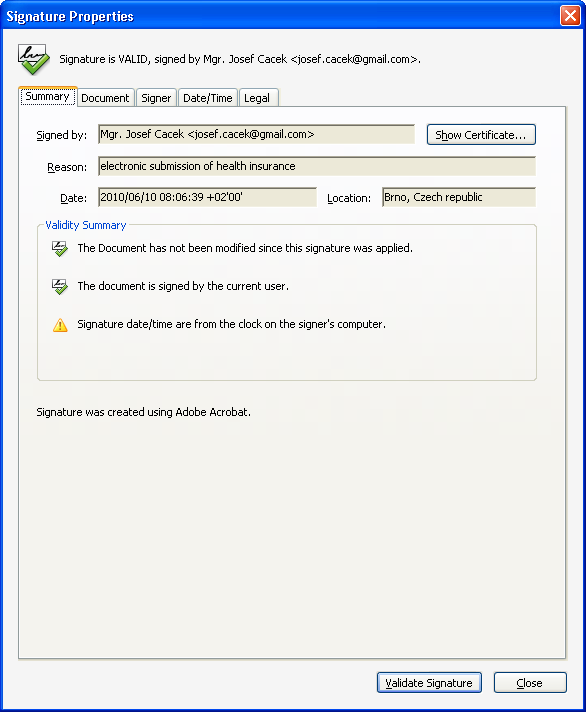 Signature Properties
Signature is VALID, signed by Mgr. Josef Cacek <josef.cacek@gmail.com>.
Summary Document Signer Date/Time Legal
Signed by: Mgr. Josef Cacek <josef.cacek@gmail.com> Show Certificate...
Reason: electronic submission of health insurance
Date: 2010/06/10 08:06:39 +02'00' Location: Brno, Czech republic
Validity Summary
The Document has not been modified since this signature was applied.
The document is signed by the current user.
Signature date/time are from the clock on the signer's computer.
Signature was created using Adobe Acrobat.
Validate Signature Close